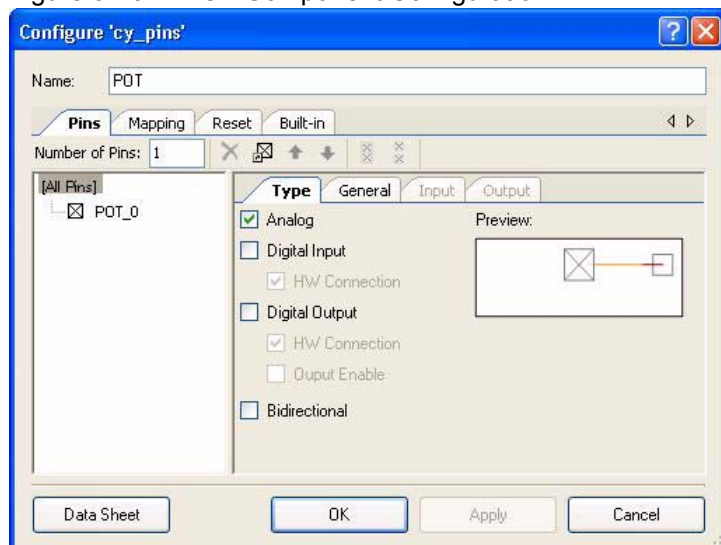 Configure 'cy_pins'
Name: POT
Pins Mapping Reset Built-in
Number of Pins: 1
[All Pins]
POT_0
Type General Input Output
Analog
Preview:
Digital Input
HW Connection
Digital Output
HW Connection
Ouput Enable
Bidirectional
Data Sheet OK Apply Cancel